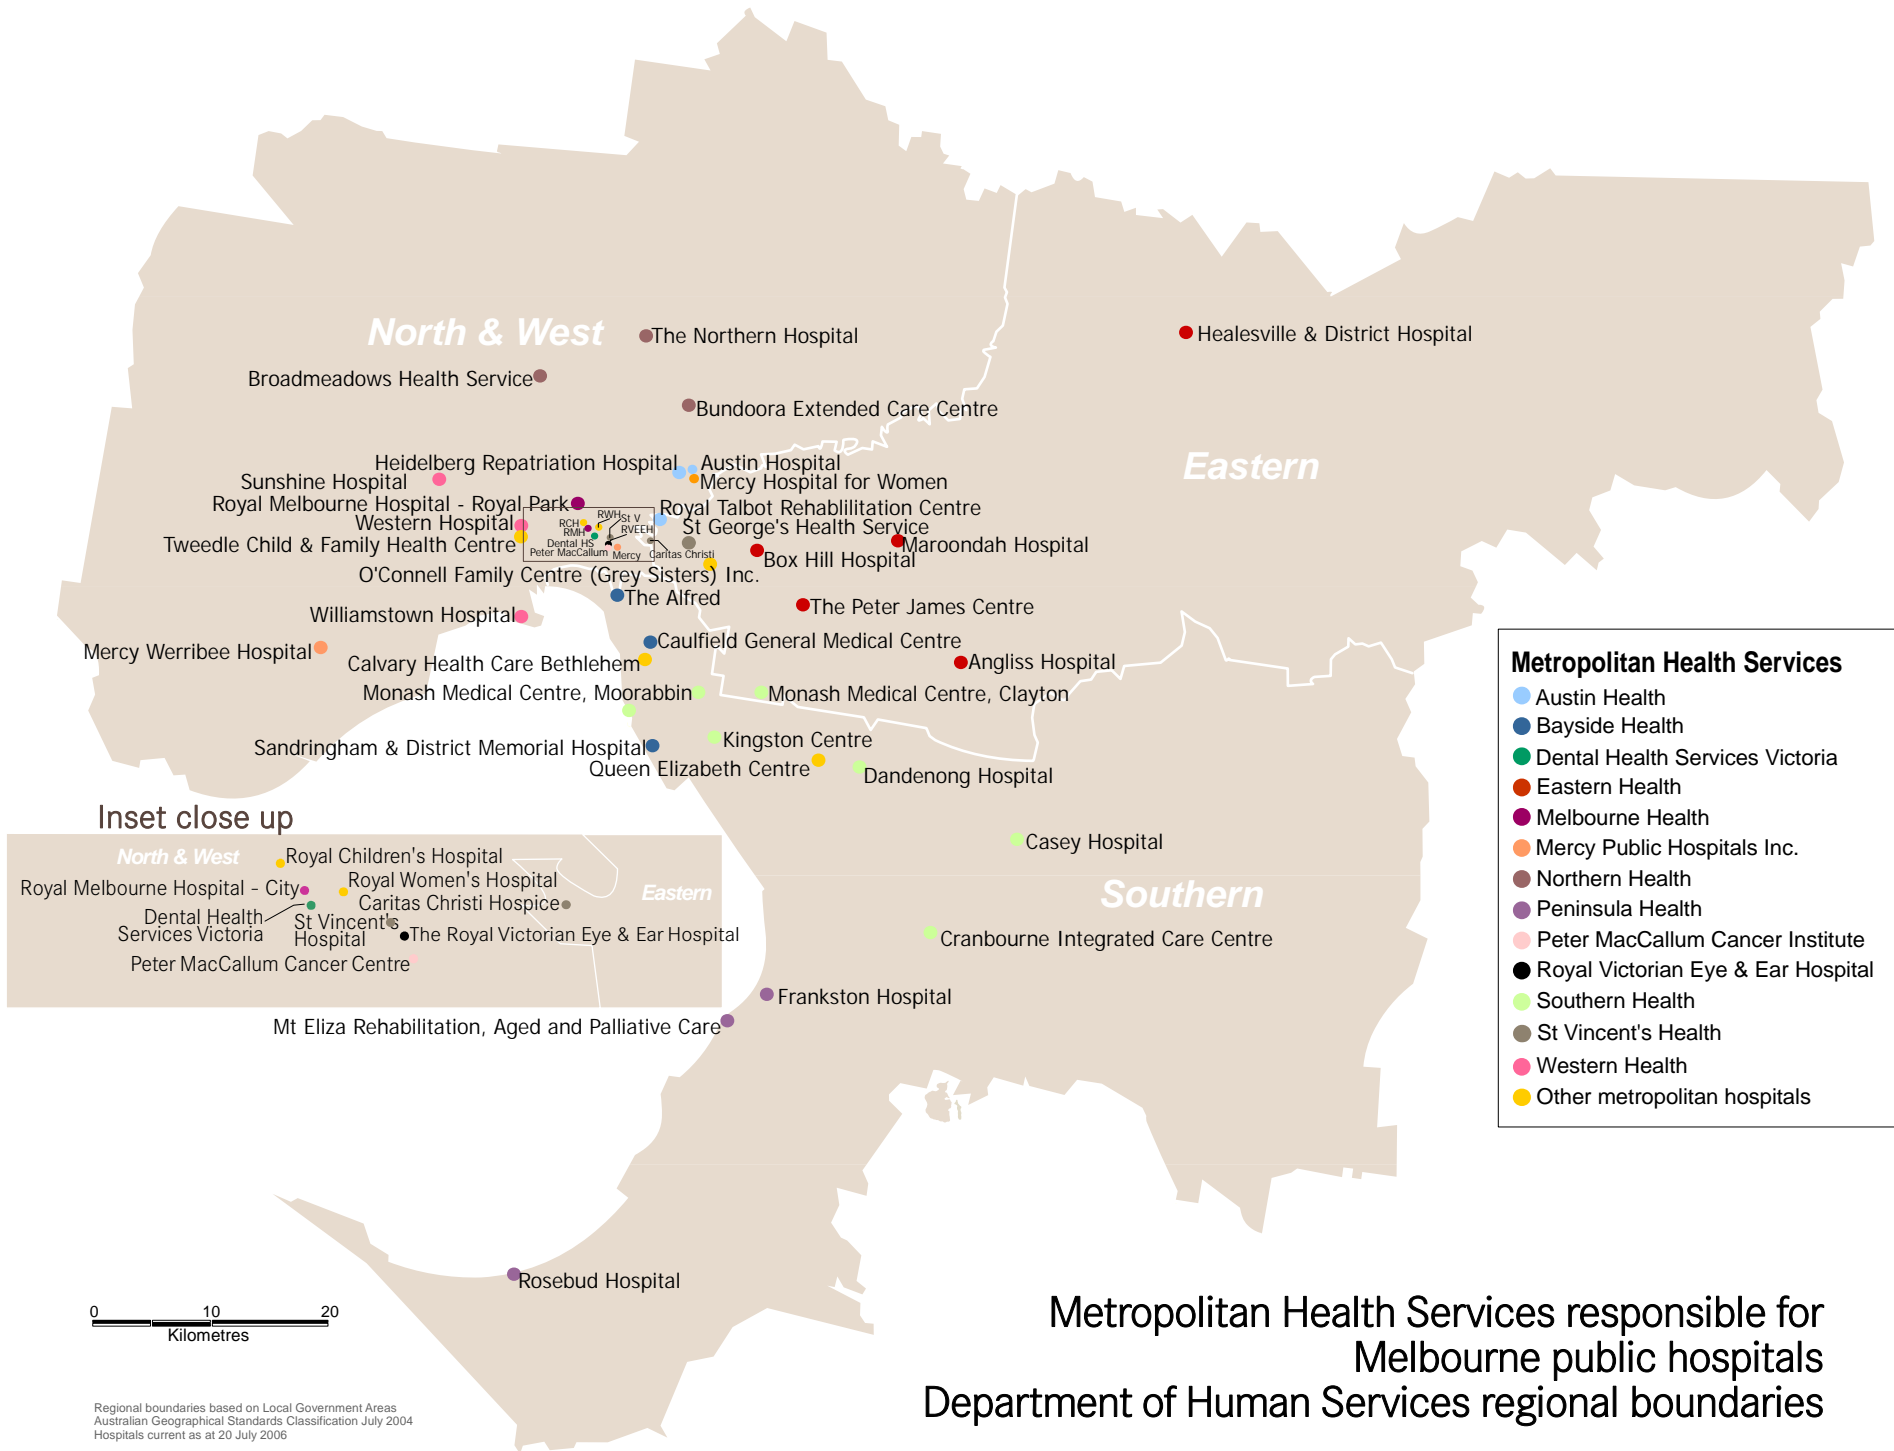 North & West
The Northern Hospital
Healesville & District Hospital
Broadmeadows Health Service
Bundoora Extended Care Centre
Eastern
Heidelberg Repatriation Hospital
Austin Hospital
Sunshine Hospital
Mercy Hospital for Women
Royal Melbourne Hospital - Royal Park
Royal Talbot Rehablilitation Centre
Western Hospital
St George's Health Service
RWH
St V
RCH
RVEEH
RMH
Dental HS
Peter MacCallum
Mercy
Caritas Christi
Tweedle Child & Family Health Centre
Maroondah Hospital
Box Hill Hospital
O'Connell Family Centre (Grey Sisters) Inc.
The Alfred
The Peter James Centre
Williamstown Hospital
Caulfield General Medical Centre
Mercy Werribee Hospital
Calvary Health Care Bethlehem
Angliss Hospital
Monash Medical Centre, Moorabbin
Monash Medical Centre, Clayton
Kingston Centre
Sandringham & District Memorial Hospital
Queen Elizabeth Centre
Dandenong Hospital
Casey Hospital
Southern
Cranbourne Integrated Care Centre
Frankston Hospital
Mt Eliza Rehabilitation, Aged and Palliative Care
Rosebud Hospital
Inset close up
North & West
Royal Children's Hospital
Royal Melbourne Hospital - City
Royal Women's Hospital
Eastern
Caritas Christi Hospice
Dental Health
Services Victoria
St Vincent's
Hospital
The Royal Victorian Eye & Ear Hospital
Peter MacCallum Cancer Centre
Metropolitan Health Services
Austin Health
Bayside Health
Dental Health Services Victoria
Eastern Health
Melbourne Health
Mercy Public Hospitals Inc.
Northern Health
Peninsula Health
Peter MacCallum Cancer Institute
Royal Victorian Eye & Ear Hospital
Southern Health
St Vincent's Health
Western Health
Other metropolitan hospitals
0 10 20
Kilometres
Metropolitan Health Services responsible for
Melbourne public hospitals
Department of Human Services regional boundaries
Regional boundaries based on Local Government Areas
Australian Geographical Standards Classification July 2004
Hospitals current as at 20 July 2006